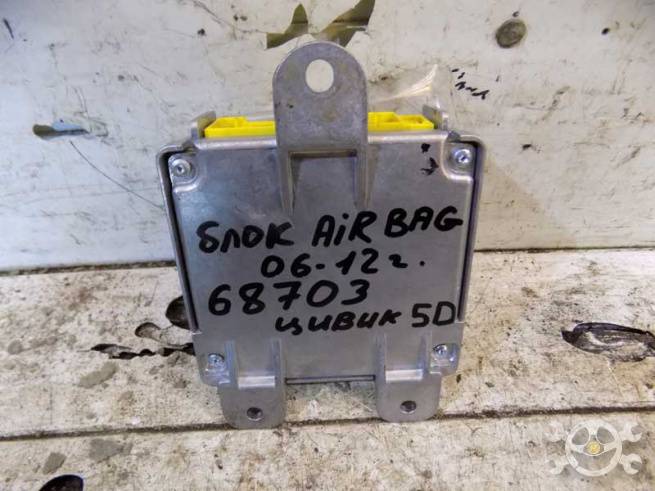 блок AiR BAG
06-12г.
68703
цивик 5D